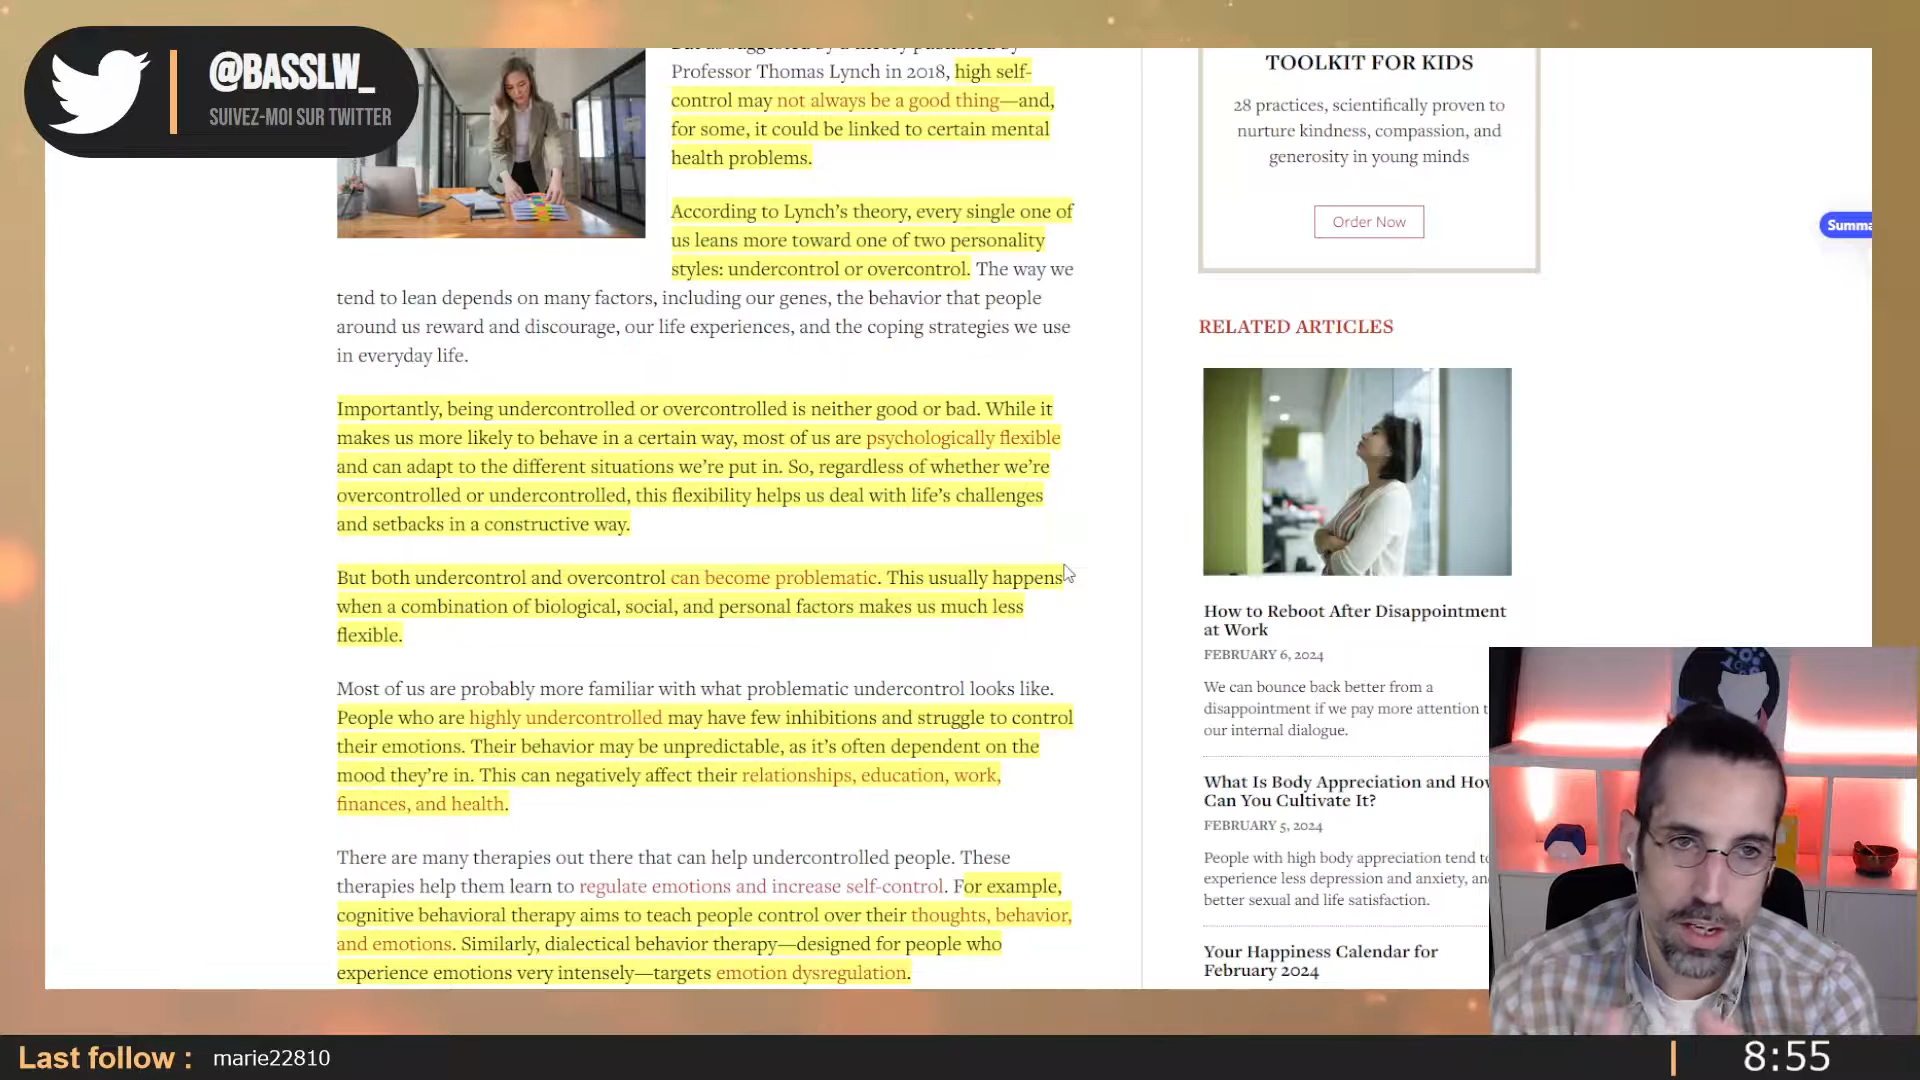 @BASSLW_
SUIVEZ-MOI SUR TWITTER
Professor Thomas Lynch in 2018, high self-
control may not always be a good thing—and,
for some, it could be linked to certain mental
health problems.
According to Lynch’s theory, every single one of
us leans more toward one of two personality
styles: undercontrol or overcontrol. The way we
tend to lean depends on many factors, including our genes, the behavior that people
around us reward and discourage, our life experiences, and the coping strategies we use
in everyday life.
Importantly, being undercontrolled or overcontrolled is neither good or bad. While it
makes us more likely to behave in a certain way, most of us are psychologically flexible
and can adapt to the different situations we’re put in. So, regardless of whether we’re
overcontrolled or undercontrolled, this flexibility helps us deal with life’s challenges
and setbacks in a constructive way.
But both undercontrol and overcontrol can become problematic. This usually happens
when a combination of biological, social, and personal factors makes us much less
flexible.
Most of us are probably more familiar with what problematic undercontrol looks like.
People who are highly undercontrolled may have few inhibitions and struggle to control
their emotions. Their behavior may be unpredictable, as it’s often dependent on the
mood they’re in. This can negatively affect their relationships, education, work,
finances, and health.
There are many therapies out there that can help undercontrolled people. These
therapies help them learn to regulate emotions and increase self-control. For example,
cognitive behavioral therapy aims to teach people control over their thoughts, behavior,
and emotions. Similarly, dialectical behavior therapy—designed for people who
experience emotions very intensely—targets emotion dysregulation.
TOOLKIT FOR KIDS
28 practices, scientifically proven to
nurture kindness, compassion, and
generosity in young minds
Order Now
Summa
RELATED ARTICLES
How to Reboot After Disappointment
at Work
FEBRUARY 6, 2024
We can bounce back better from a
disappointment if we pay more attention t
our internal dialogue.
What Is Body Appreciation and How
Can You Cultivate It?
FEBRUARY 5, 2024
People with high body appreciation tend to
experience less depression and anxiety, an
better sexual and life satisfaction.
Your Happiness Calendar for
February 2024
Last follow :
marie22810
8:55